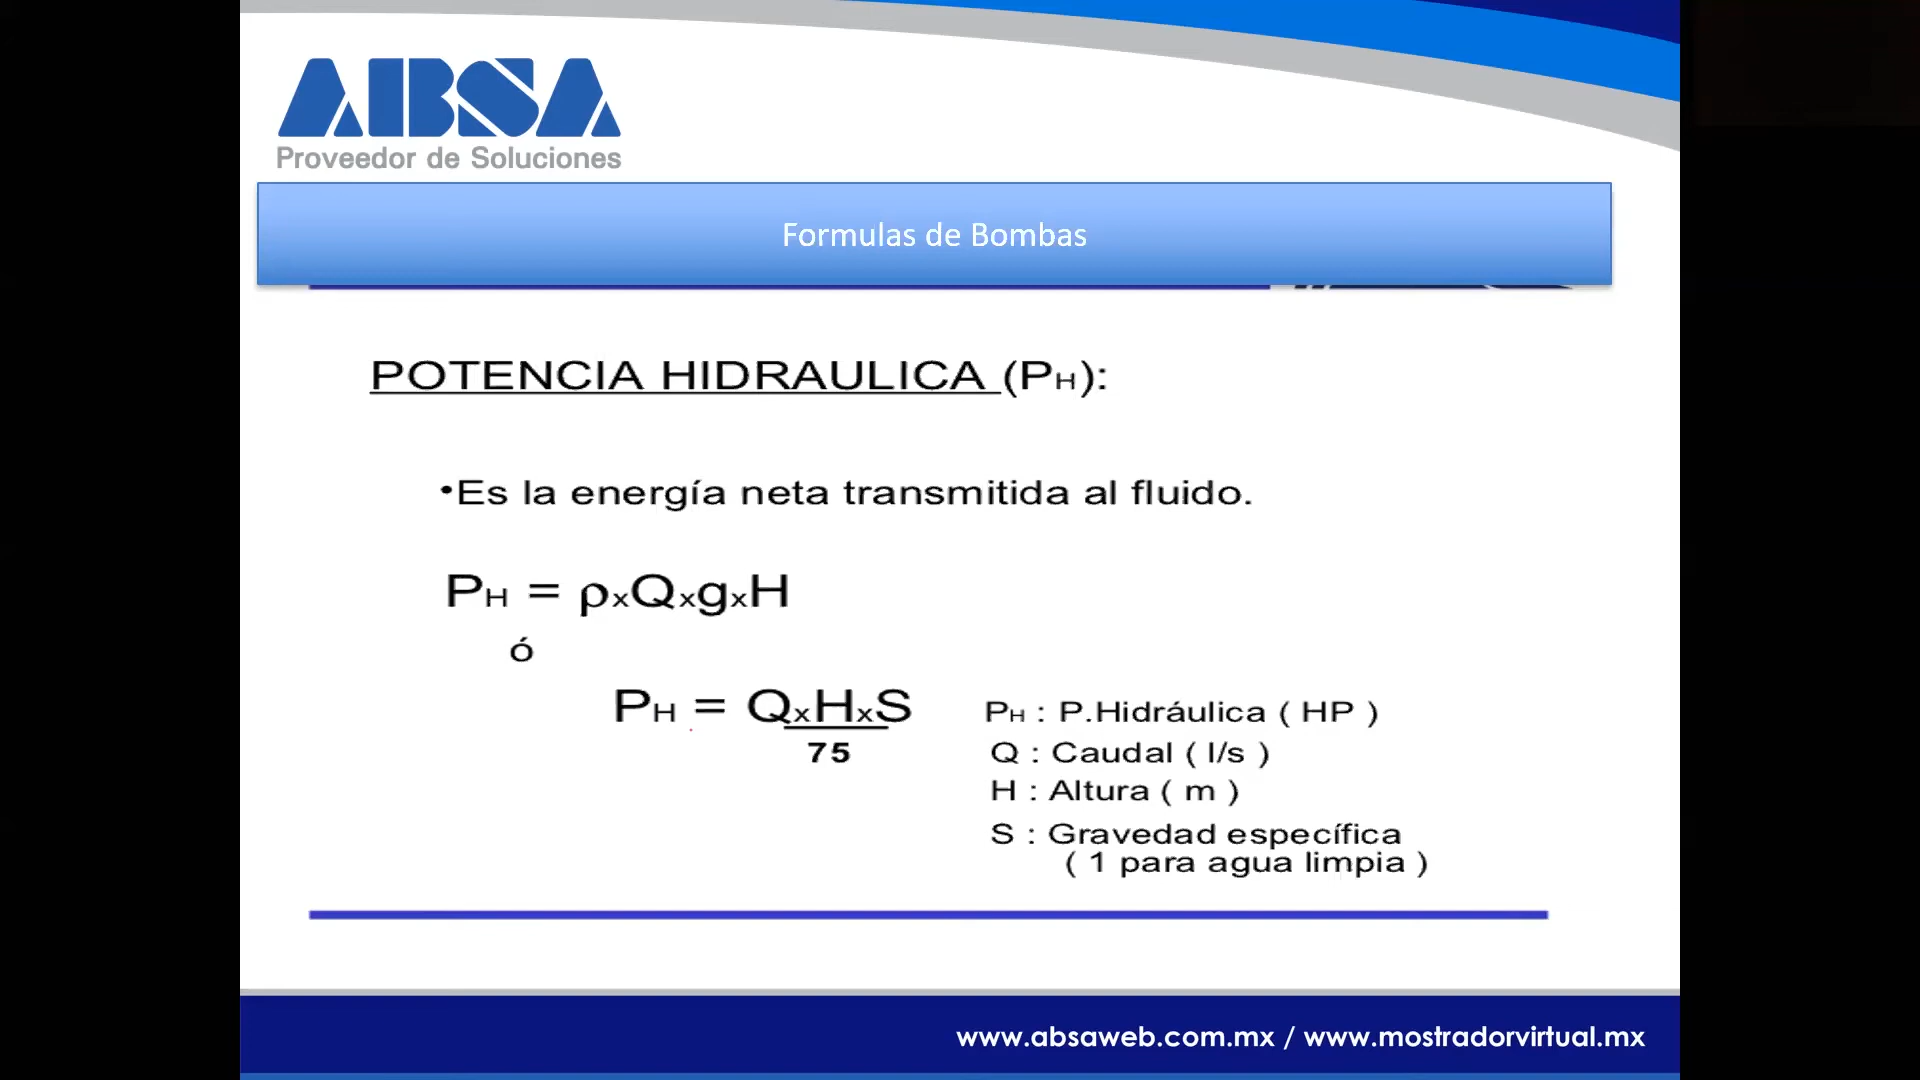 ABSA
Proveedor de Soluciones
Formulas de Bombas
POTENCIA HIDRAULICA (PH):
•Es la energía neta transmitida al fluido.
PH = ρxQxgxH
ó
PH = QxHxS
75
PH : P.Hidráulica ( HP )
Q : Caudal ( l/s )
H : Altura ( m )
S : Gravedad específica
( 1 para agua limpia )
www.absaweb.com.mx / www.mostradorvirtual.mx